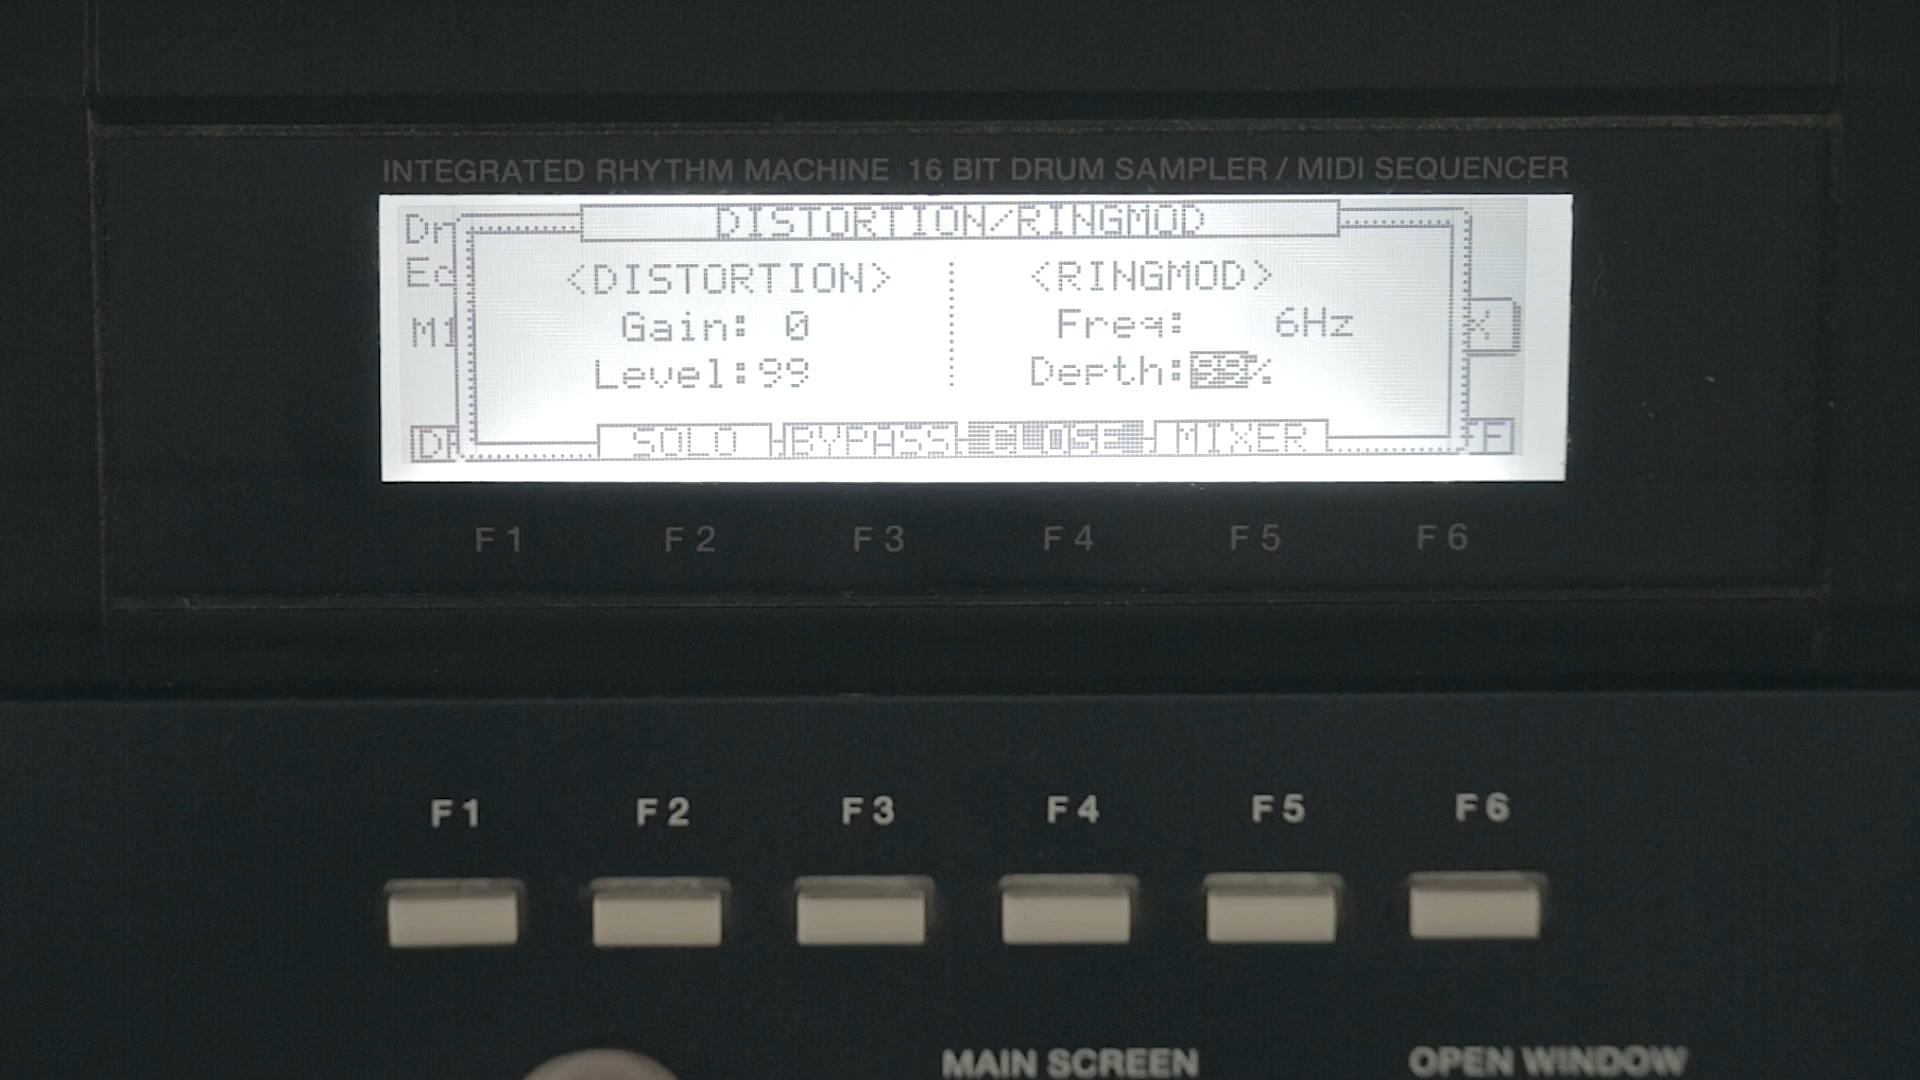 INTEGRATED RHYTHM MACHINE 16 BIT DRUM SAMPLER / MIDI SEQUENCER
DISTORTION/RINGMOD
<DISTORTION> <RINGMOD>
Gain: 0 Freq: 6Hz
M1
Level:99 Depth: %
SOLO BYPASS CLOSE MIXER
F1 F2 F3 F4 F5 F6
F1 F2 F3 F4 F5 F6
MAIN SCREEN OPEN WINDOW